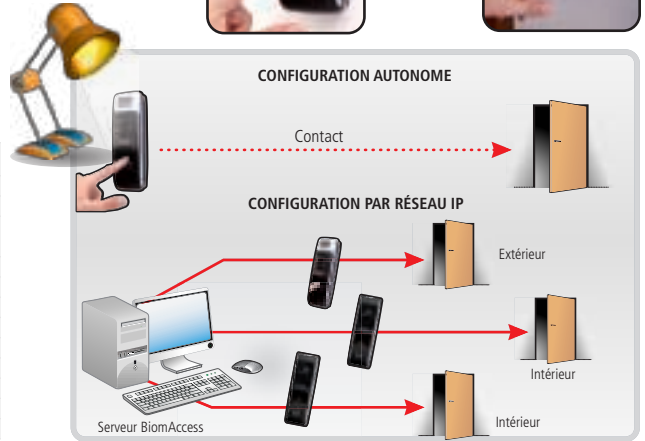 CONFIGURATION AUTONOME
Contact
CONFIGURATION PAR RÉSEAU IP
Extérieur
Intérieur
Serveur BiomAccess
Intérieur